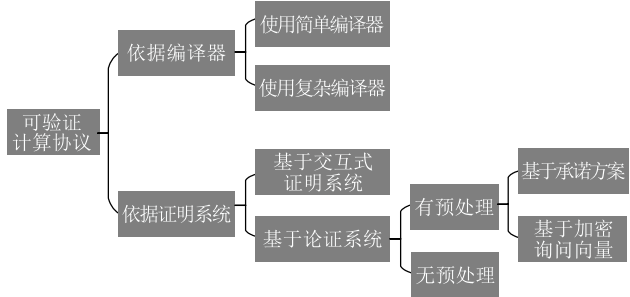 可验证
计算协议
依据编译器
使用简单编译器
使用复杂编译器
依据证明系统
基于交互式
证明系统
基于论证系统
有预处理
基于承诺方案
基于加密
询问向量
无预处理